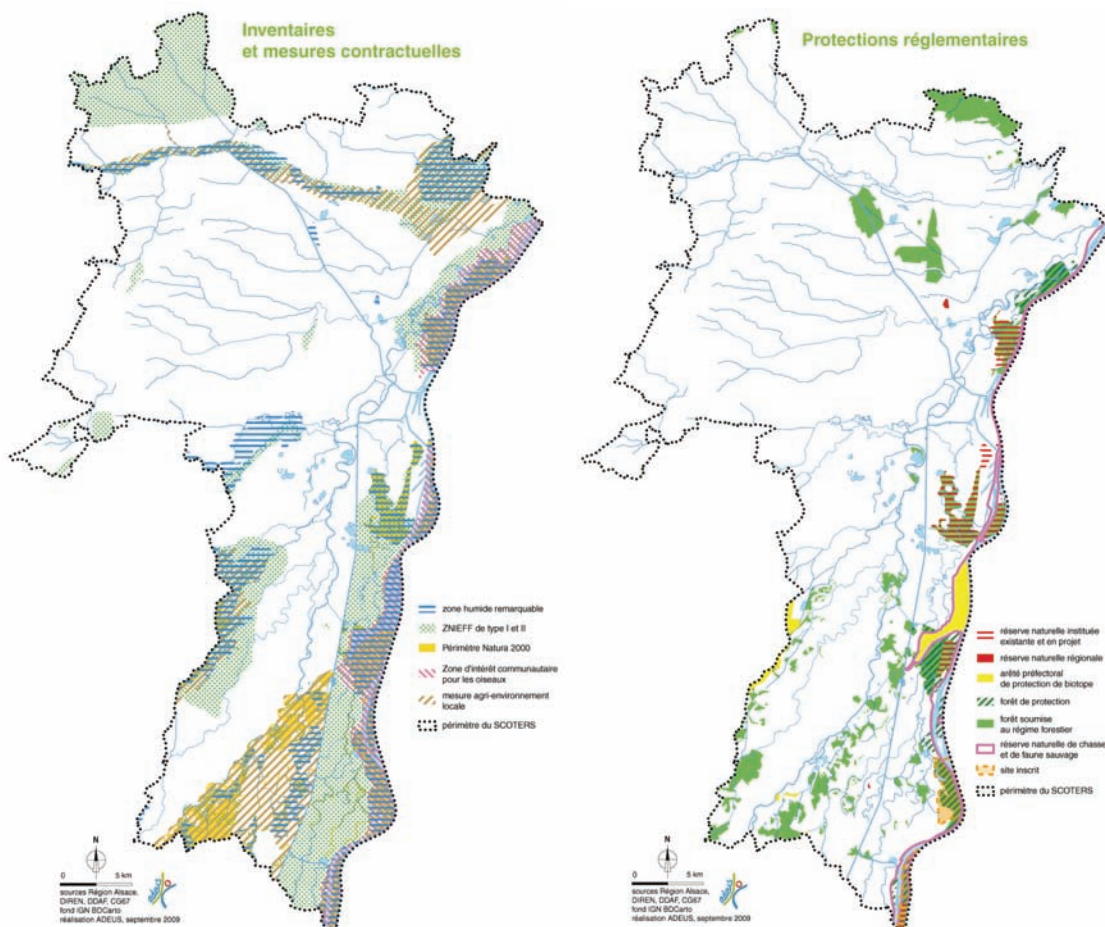 Inventaires
et mesures contractuelles
zone humide remarquable
ZNIEFF de type I et II
Périmètre Natura 2000
Zone d'intérêt communautaire
pour les oiseaux
mesure agri-environnement
locale
périmètre du SCOTERS
N
0 5 km
sources Région Alsace,
DIREN, DDAF, CG67
fond IGN BDCarto
réalisation ADEUS, septembre 2009
Protections réglementaires
réserve naturelle instituée
existante et en projet
réserve naturelle régionale
arêté préfectoral
de protection de biotope
forêt de protection
forêt soumise
au régime forestier
réserve naturelle de chasse
et de faune sauvage
site inscrit
périmètre du SCOTERS
N
0 5 km
sources Région Alsace,
DIREN, DDAF, CG67
fond IGN BDCarto
réalisation ADEUS, septembre 2009